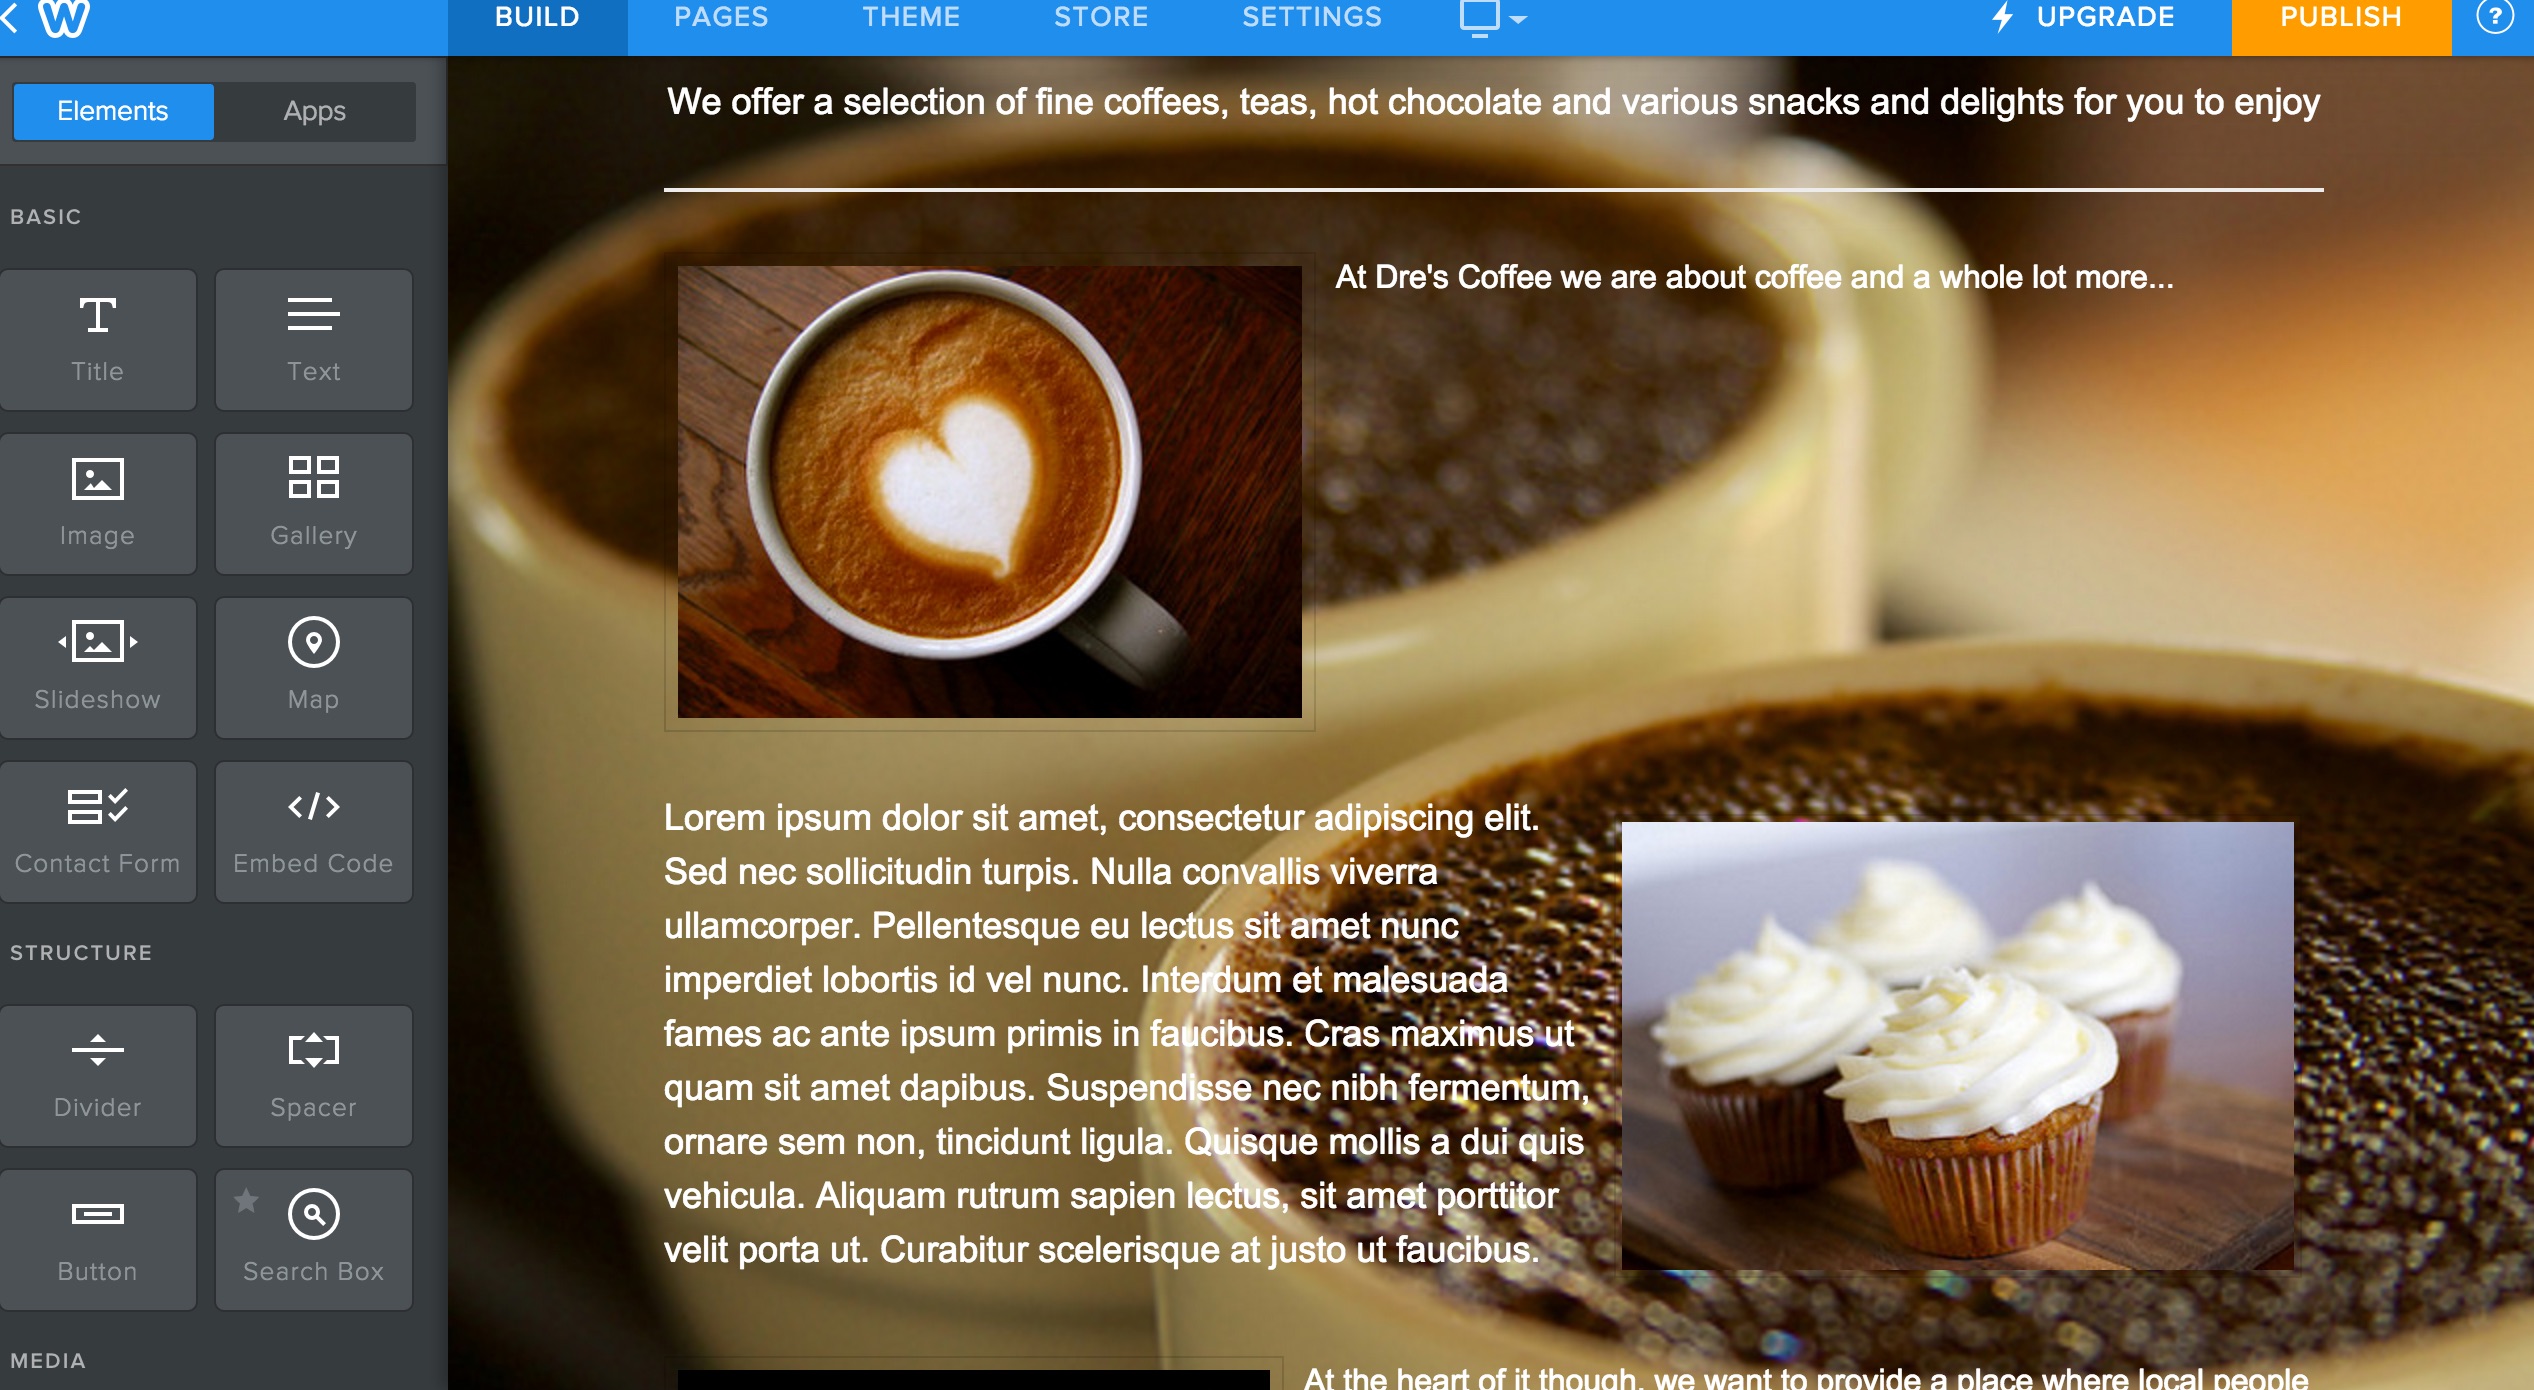 BUILD PAGES THEME STORE SETTINGS UPGRADE PUBLISH ?
Elements Apps
BASIC
Title Text
Image Gallery
Slideshow Map
Contact Form Embed Code
STRUCTURE
Divider Spacer
Button Search Box
MEDIA
We offer a selection of fine coffees, teas, hot chocolate and various snacks and delights for you to enjoy
At Dre's Coffee we are about coffee and a whole lot more...
Lorem ipsum dolor sit amet, consectetur adipiscing elit.
Sed nec sollicitudin turpis. Nulla convallis viverra
ullamcorper. Pellentesque eu lectus sit amet nunc
imperdiet lobortis id vel nunc. Interdum et malesuada
fames ac ante ipsum primis in faucibus. Cras maximus ut
quam sit amet dapibus. Suspendisse nec nibh fermentum,
ornare sem non, tincidunt ligula. Quisque mollis a dui quis
vehicula. Aliquam rutrum sapien lectus, sit amet porttitor
velit porta ut. Curabitur scelerisque at justo ut faucibus.
At the heart of it though, we want to provide a place where local people